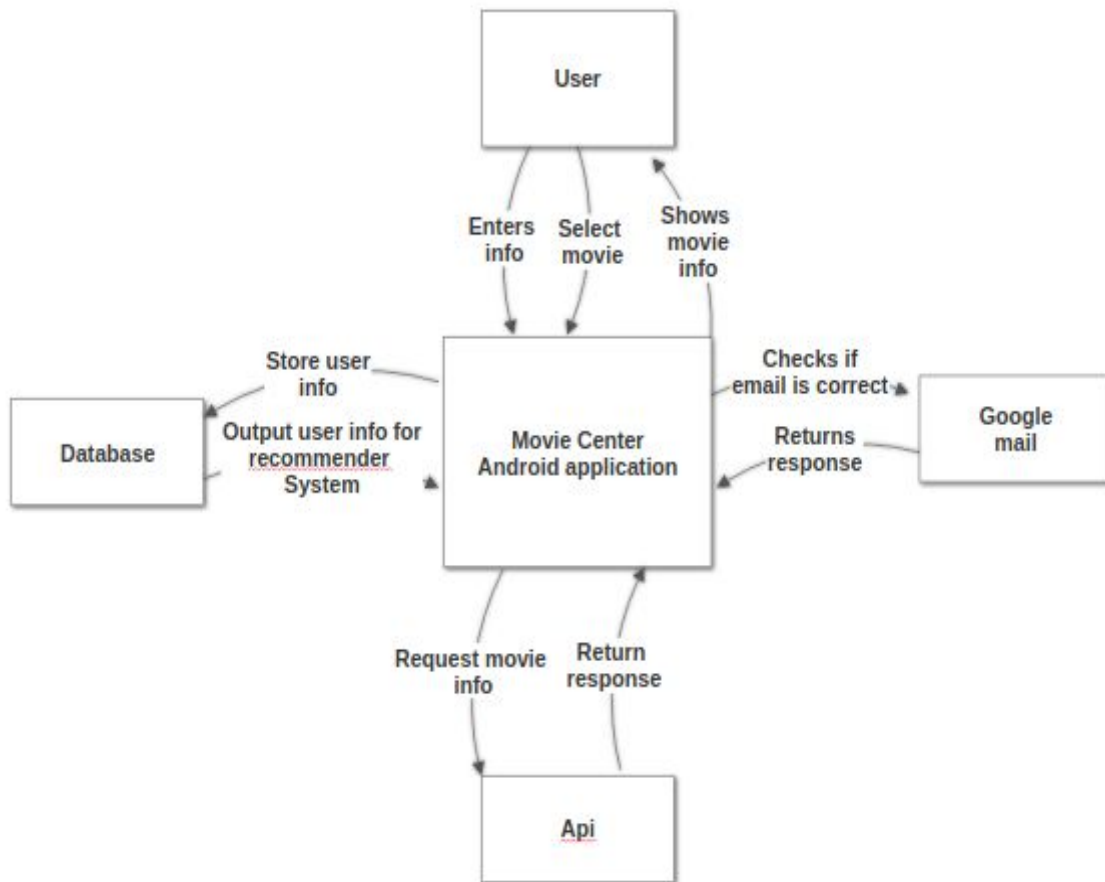 User
Enters
info
Select
movie
Shows
movie
info
Store user
info
Checks if
email is correct
Database
Output user info for
recommender
System
Movie Center
Android application
Returns
response
Google
mail
Request movie
info
Return
response
Api